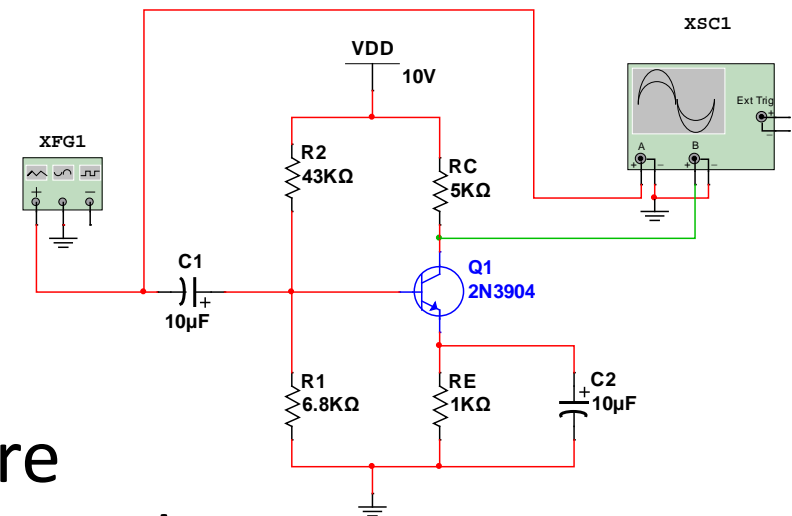 XSC1
VDD
10V
Ext Trig
+
−
XFG1
R2
43KΩ
RC
5KΩ
A
B
+
−
+
−
+
−
C1
+
10µF
Q1
2N3904
R1
6.8KΩ
RE
1KΩ
C2
+
10µF
re